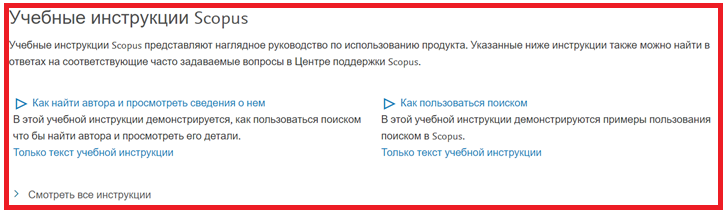 Учебные инструкции Scopus
Учебные инструкции Scopus представляют наглядное руководство по использованию продукта. Указанные ниже инструкции также можно найти в
ответах на соответствующие часто задаваемые вопросы в Центре поддержки Scopus.
Как найти автора и просмотреть сведения о нем
В этой учебной инструкции демонстрируется, как пользоваться поиском
что бы найти автора и просмотреть его детали.
Только текст учебной инструкции
Как пользоваться поиском
В этой учебной инструкции демонстрируются примеры пользования
поиском в Scopus.
Только текст учебной инструкции
Смотреть все инструкции